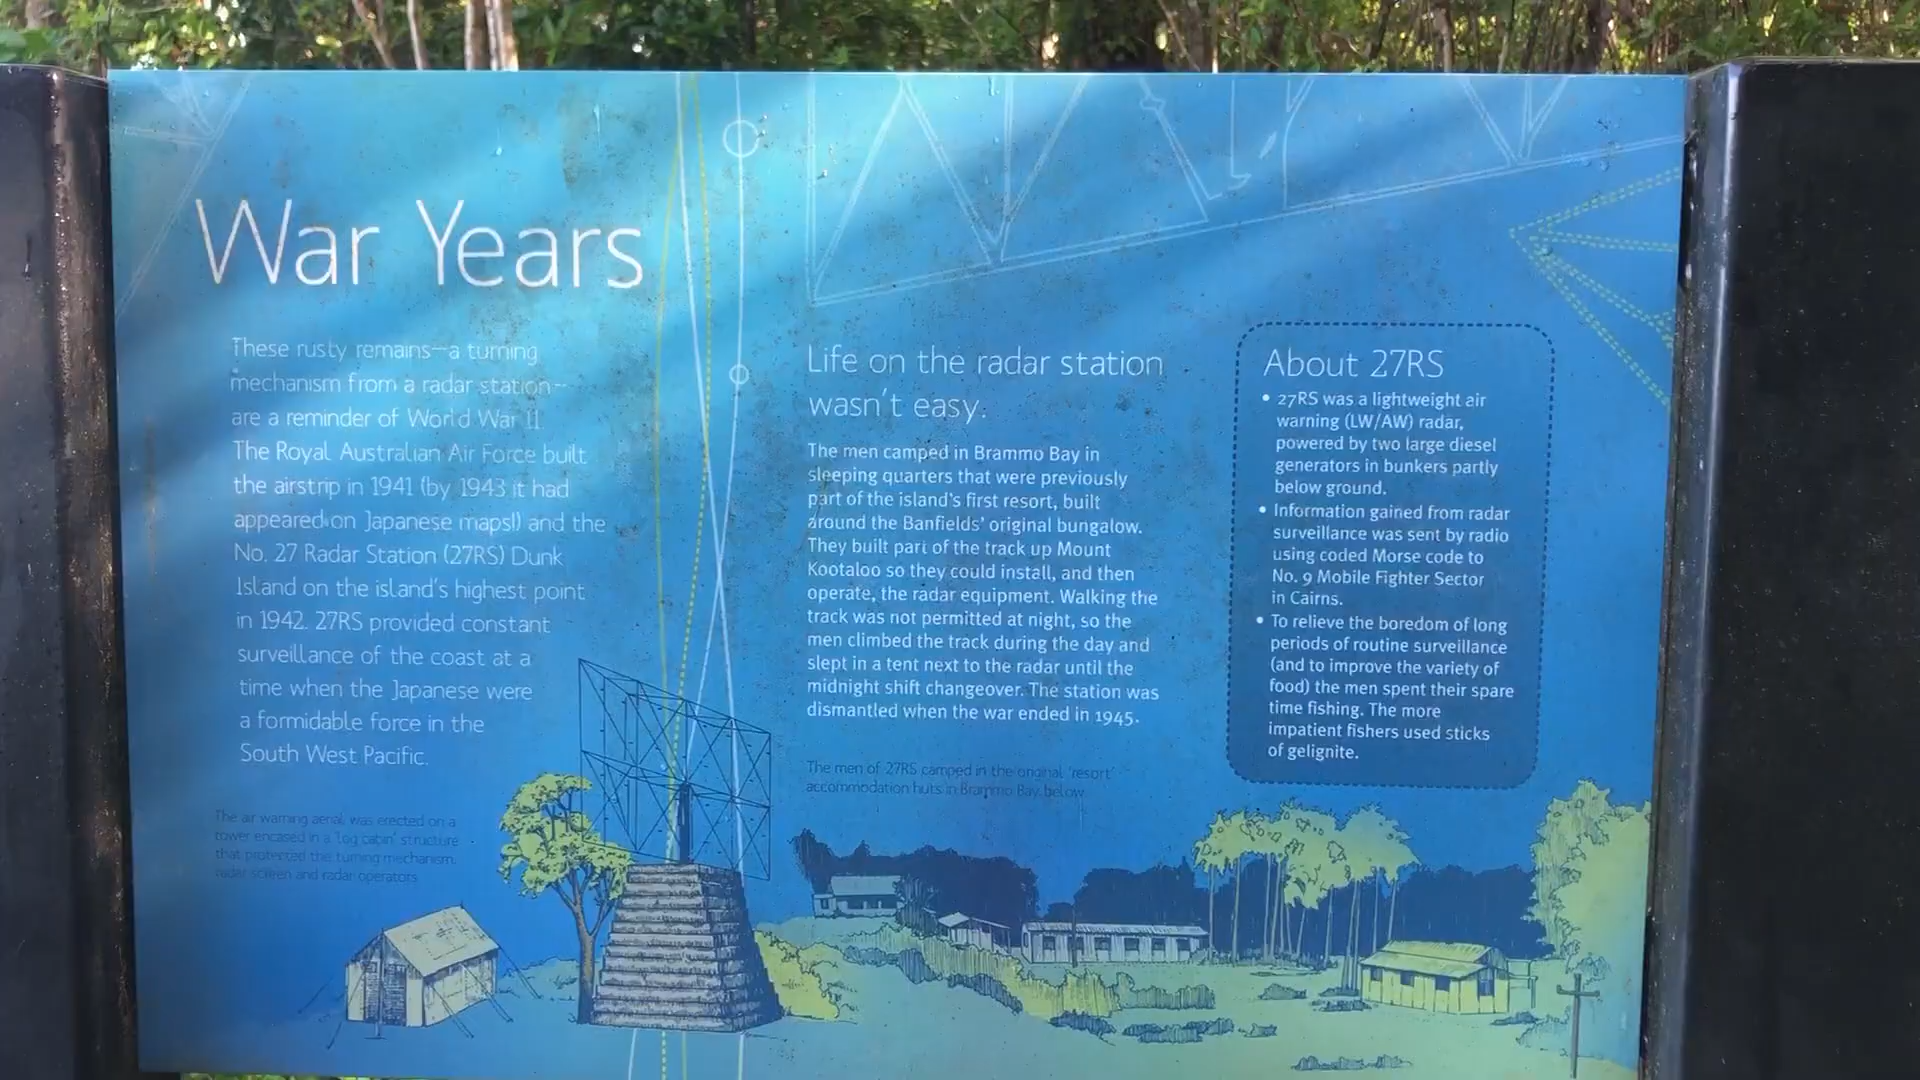 War Years
These rusty remains—a turning
mechanism from a radar station—
are a reminder of World War II.
The Royal Australian Air Force built
the airstrip in 1941 (by 1943 it had
appeared on Japanese maps!) and the
No. 27 Radar Station (27RS) Dunk
Island on the island's highest point
in 1942. 27RS provided constant
surveillance of the coast at a
time when the Japanese were
a formidable force in the
South West Pacific.
The air warning aerial was erected on a
tower encased in a 'log cabin' structure
that protected the turning mechanism,
radar screen and radar operators.
Life on the radar station
wasn't easy.
The men camped in Brammo Bay in
sleeping quarters that were previously
part of the island's first resort, built
around the Banfields' original bungalow.
They built part of the track up Mount
Kootaloo so they could install, and then
operate, the radar equipment. Walking the
track was not permitted at night, so the
men climbed the track during the day and
slept in a tent next to the radar until the
midnight shift changeover. The station was
dismantled when the war ended in 1945.
The men of 27RS camped in the original 'resort'
accommodation huts in Brammo Bay, below.
About 27RS
• 27RS was a lightweight air
warning (LW/AW) radar,
powered by two large diesel
generators in bunkers partly
below ground.
• Information gained from radar
surveillance was sent by radio
using coded Morse code to
No. 9 Mobile Fighter Sector
in Cairns.
• To relieve the boredom of long
periods of routine surveillance
(and to improve the variety of
food) the men spent their spare
time fishing. The more
impatient fishers used sticks
of gelignite.